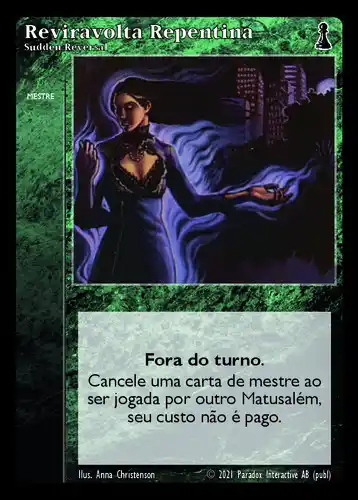 Reviravolta Repentina
Sudden Reversal
MESTRE
Fora do turno.
Cancele uma carta de mestre ao
ser jogada por outro Matusalém,
seu custo não é pago.
Ilus. Anna Christenson
© 2021 Paradox Interactive AB (publ)